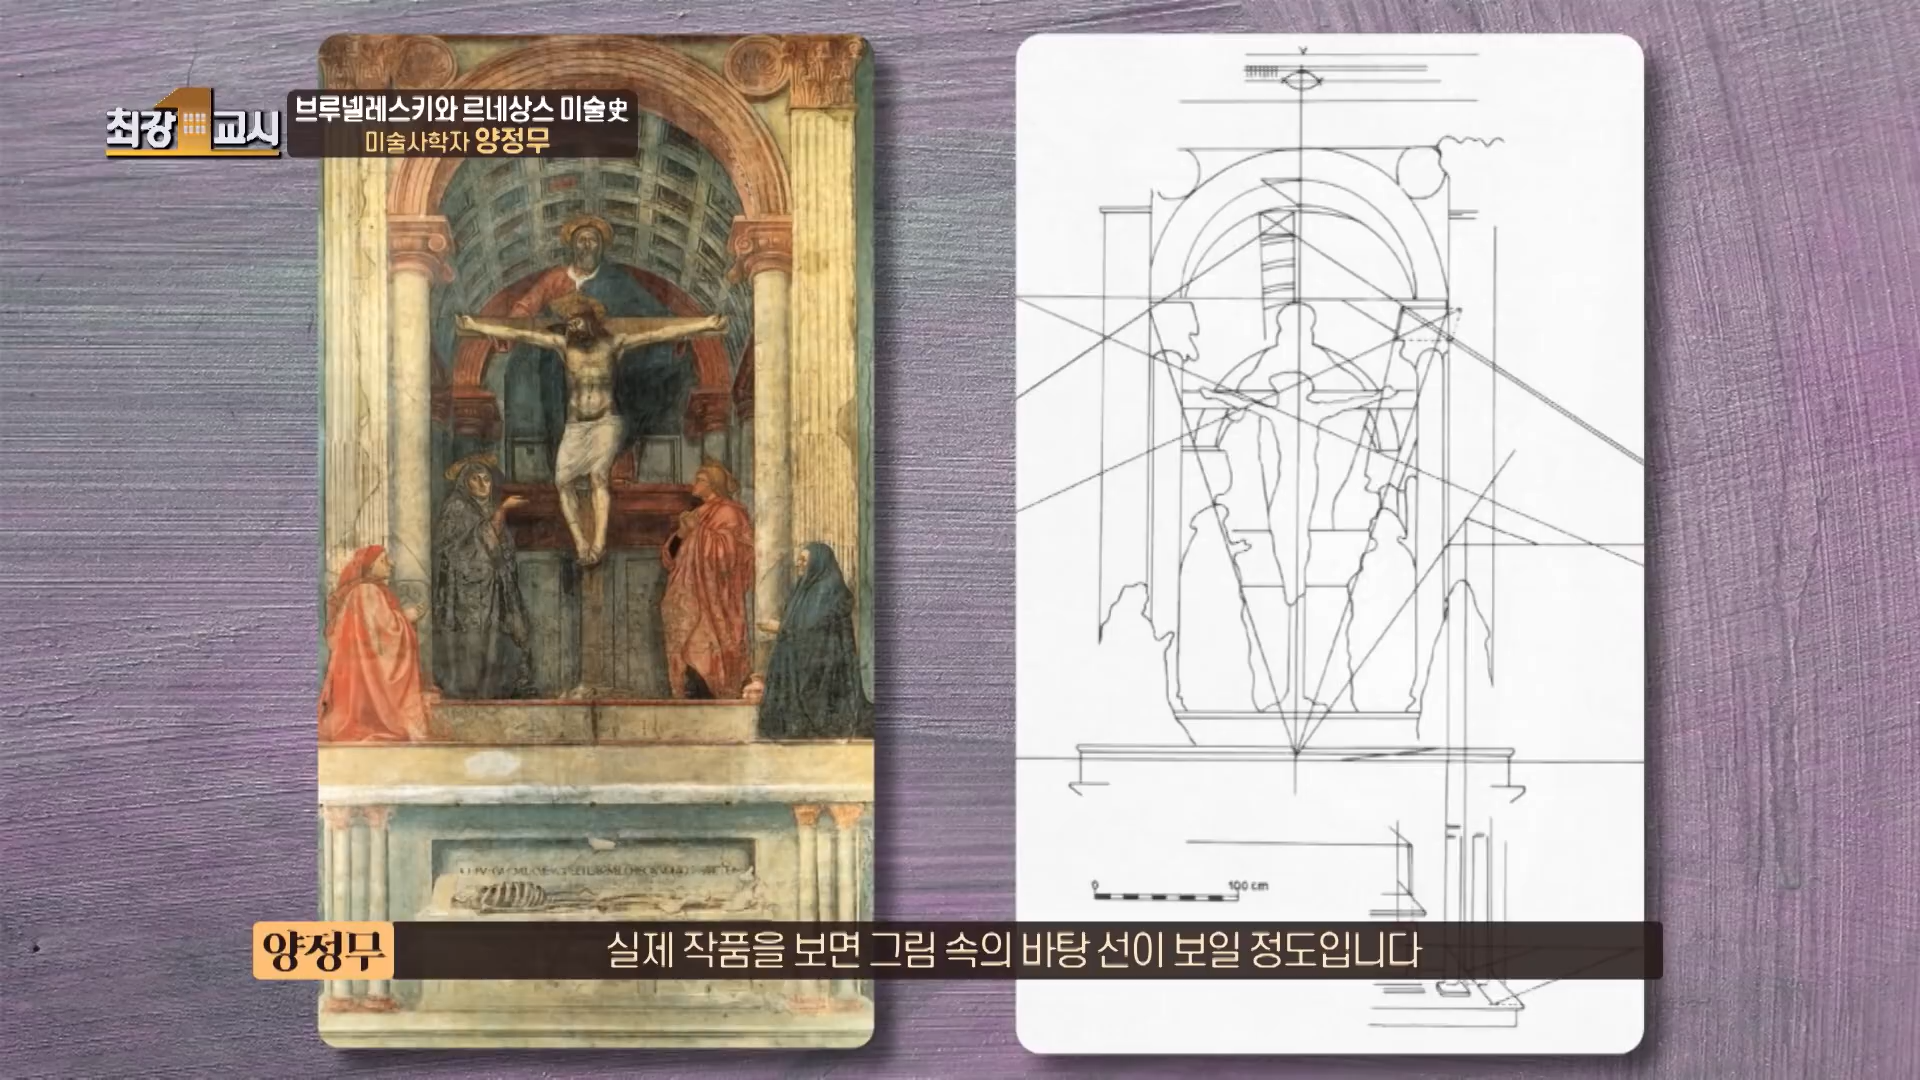 최강1교시
브루넬레스키와 르네상스 미술史
미술사학자 양정무
0 100 cm
양정무
실제 작품을 보면 그림 속의 바탕 선이 보일 정도입니다